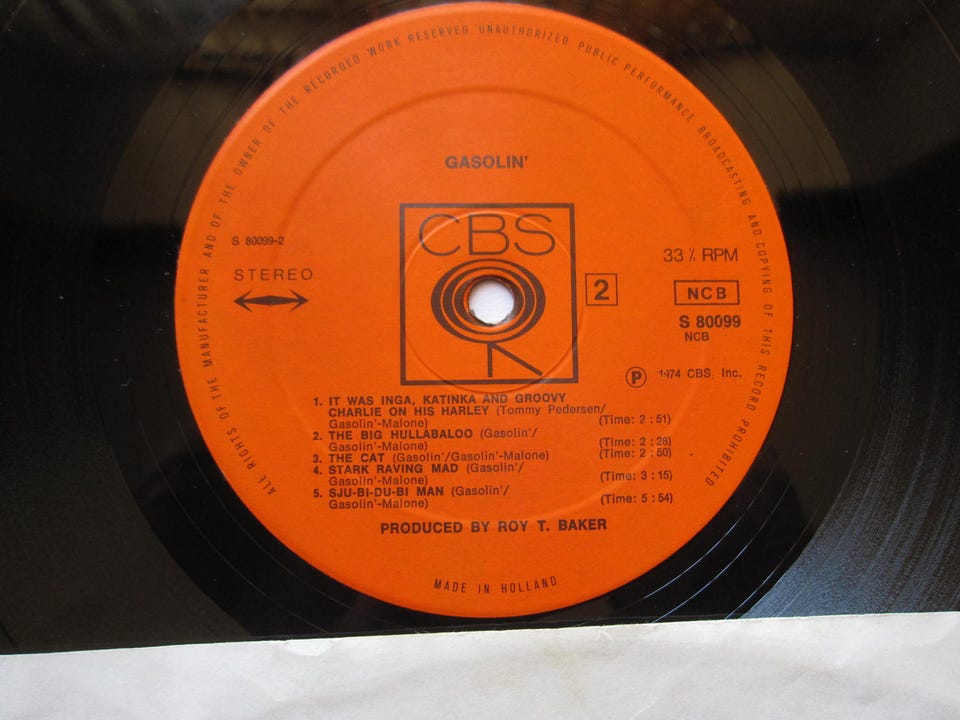 ALL RIGHTS OF THE MANUFACTURER AND OF THE OWNER OF THE RECORDED WORK RESERVED. UNAUTHORIZED PUBLIC PERFORMANCE BROADCASTING AND COPYING OF THIS RECORD PROHIBITED
GASOLIN'
CBS
S 80099-2
STEREO
2
33⅓ RPM
NCB
S 80099
NCB
Ⓟ 1974 CBS, Inc.
1. IT WAS INGA, KATINKA AND GROOVY
CHARLIE ON HIS HARLEY (Tommy Pedersen/
Gasolin'-Malone) (Time: 2 : 51)
2. THE BIG HULLABALOO (Gasolin'/
Gasolin'-Malone) (Time: 2 : 28)
3. THE CAT (Gasolin'/Gasolin'-Malone) (Time: 2 : 50)
4. STARK RAVING MAD (Gasolin'/
Gasolin'-Malone) (Time: 3 : 15)
5. SJU-BI-DU-BI MAN (Gasolin'/
Gasolin'-Malone) (Time: 5 : 54)
PRODUCED BY ROY T. BAKER
MADE IN HOLLAND